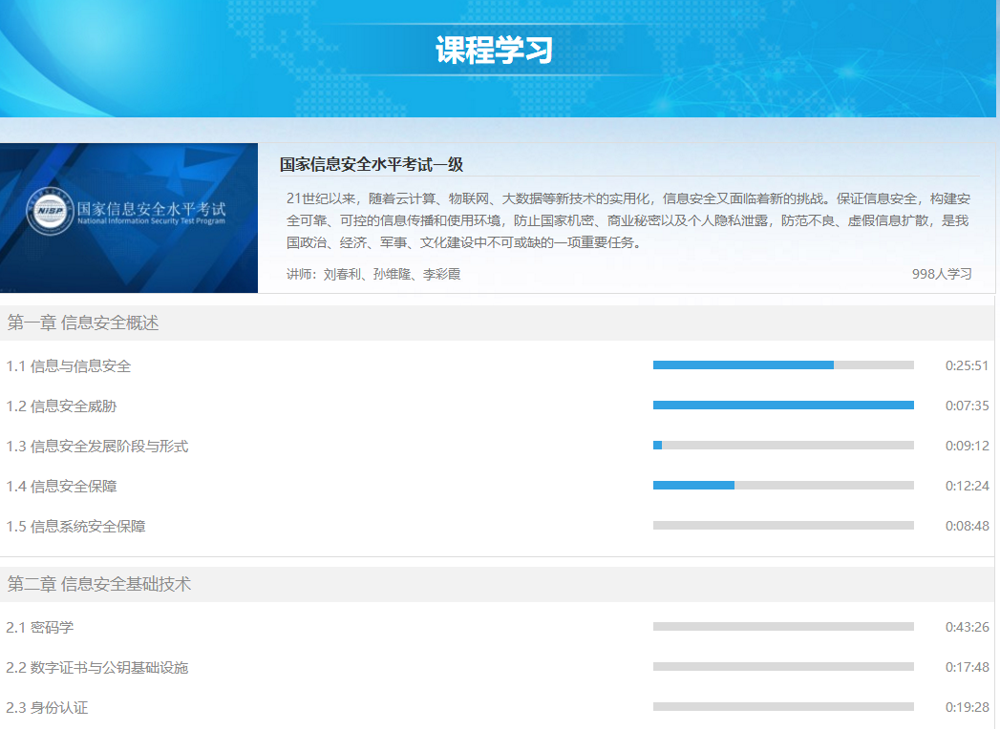 课程学习
国家信息安全水平考试一级
NISP
国家信息安全水平考试
National Information Security Test Program
21世纪以来，随着云计算、物联网、大数据等新技术的实用化，信息安全又面临着新的挑战。保证信息安全，构建安
全可靠、可控的信息传播和使用环境，防止国家机密、商业秘密以及个人隐私泄露，防范不良、虚假信息扩散，是我
国政治、经济、军事、文化建设中不可或缺的一项重要任务。
讲师：刘春利、孙维隆、李彩霞 998人学习
第一章 信息安全概述
1.1 信息与信息安全 0:25:51
1.2 信息安全威胁 0:07:35
1.3 信息安全发展阶段与形式 0:09:12
1.4 信息安全保障 0:12:24
1.5 信息系统安全保障 0:08:48
第二章 信息安全基础技术
2.1 密码学 0:43:26
2.2 数字证书与公钥基础设施 0:17:48
2.3 身份认证 0:19:28